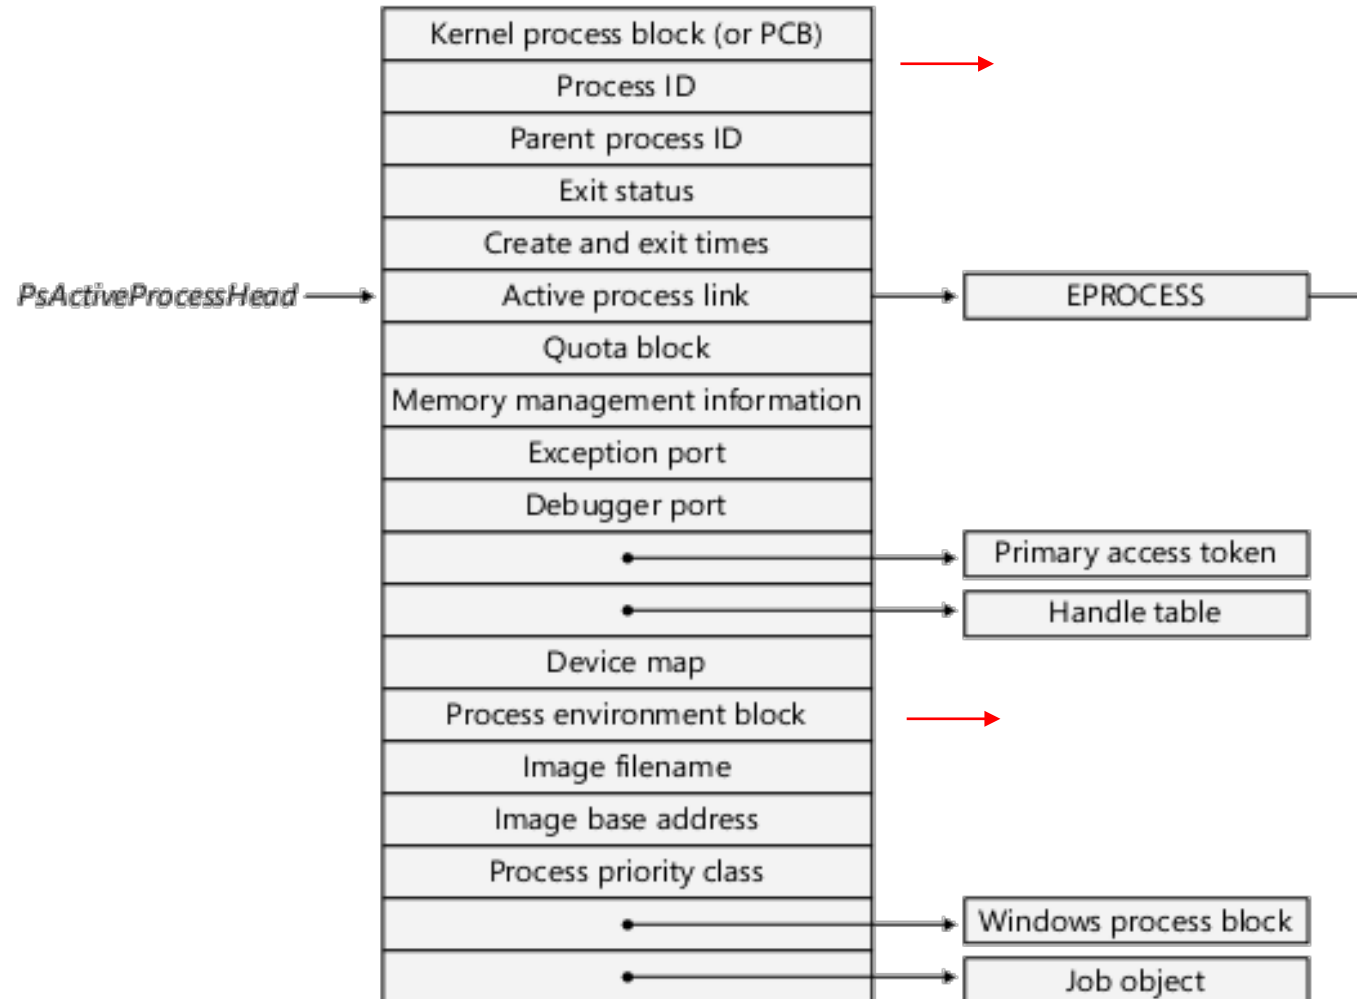 Kernel process block (or PCB)
Process ID
Parent process ID
Exit status
Create and exit times
PsActiveProcessHead
Active process link
EPROCESS
Quota block
Memory management information
Exception port
Debugger port
Primary access token
Handle table
Device map
Process environment block
Image filename
Image base address
Process priority class
Windows process block
Job object